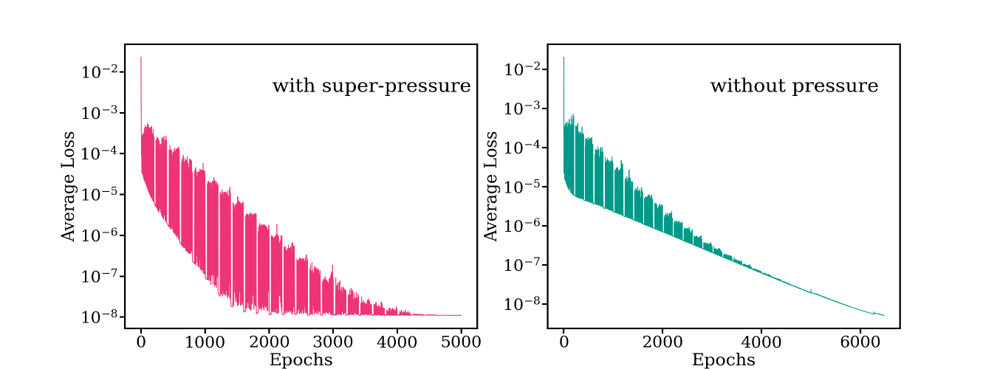 with super-pressure
Average Loss
10⁻²
10⁻³
10⁻⁴
10⁻⁵
10⁻⁶
10⁻⁷
10⁻⁸
0 1000 2000 3000 4000 5000
Epochs
without pressure
Average Loss
10⁻²
10⁻³
10⁻⁴
10⁻⁵
10⁻⁶
10⁻⁷
10⁻⁸
0 2000 4000 6000
Epochs